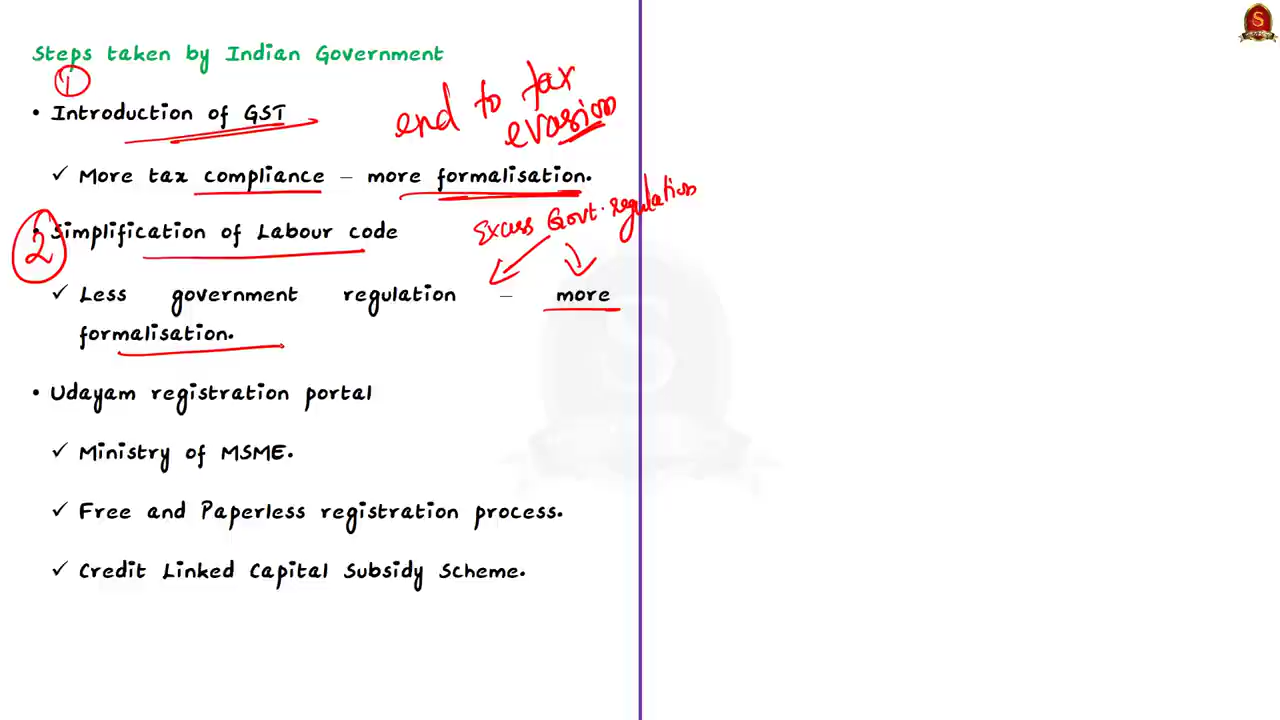 Steps taken by Indian Government
1
• Introduction of GST
end to tax
evasion
✓ More tax compliance – more formalisation.
2
• Simplification of Labour code
Excess Govt. regulation
✓ Less government regulation – more
formalisation.
• Udayam registration portal
✓ Ministry of MSME.
✓ Free and Paperless registration process.
✓ Credit Linked Capital Subsidy Scheme.
S